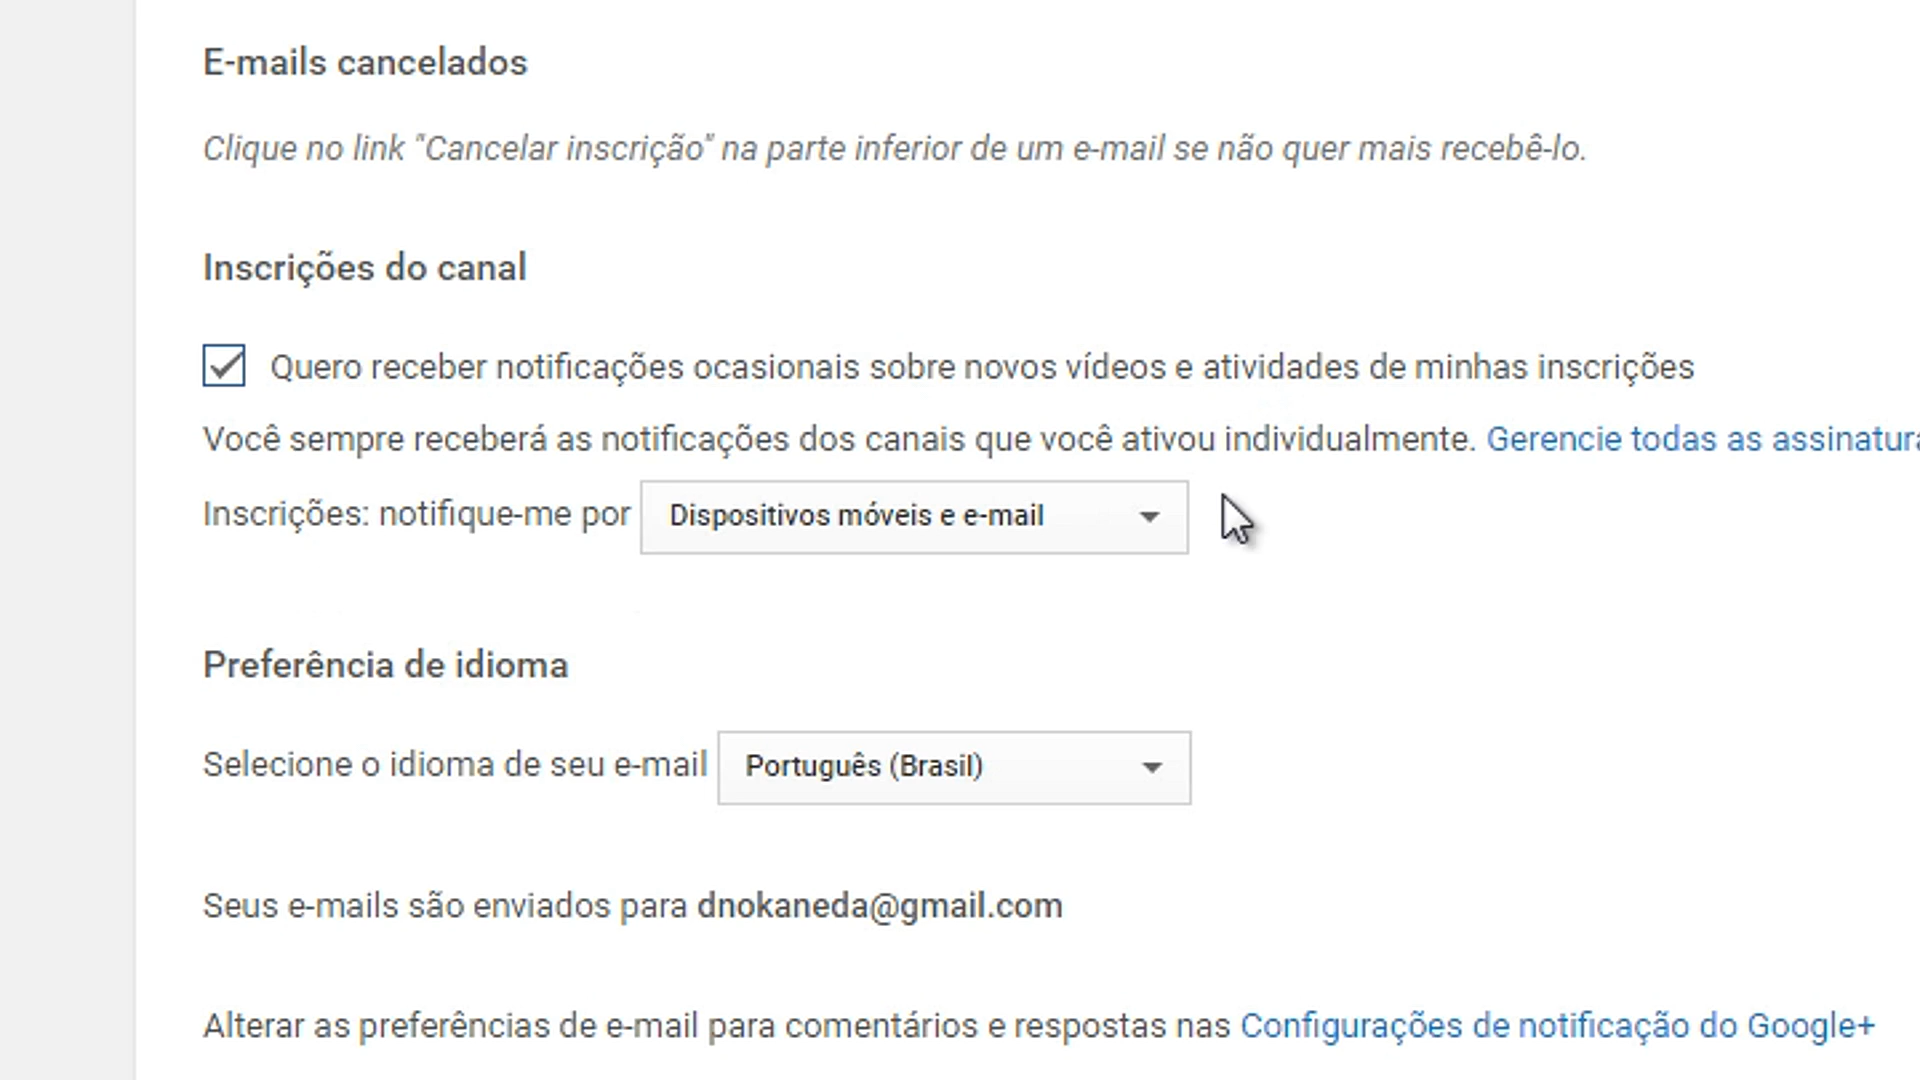 E-mails cancelados
Clique no link "Cancelar inscrição" na parte inferior de um e-mail se não quer mais recebê-lo.
Inscrições do canal
Quero receber notificações ocasionais sobre novos vídeos e atividades de minhas inscrições
Você sempre receberá as notificações dos canais que você ativou individualmente. Gerencie todas as
Inscrições: notifique-me por Dispositivos móveis e e-mail
Preferência de idioma
Selecione o idioma de seu e-mail Português (Brasil)
Seus e-mails são enviados para dnokaneda@gmail.com
Alterar as preferências de e-mail para comentários e respostas nas Configurações de notificação do Google+